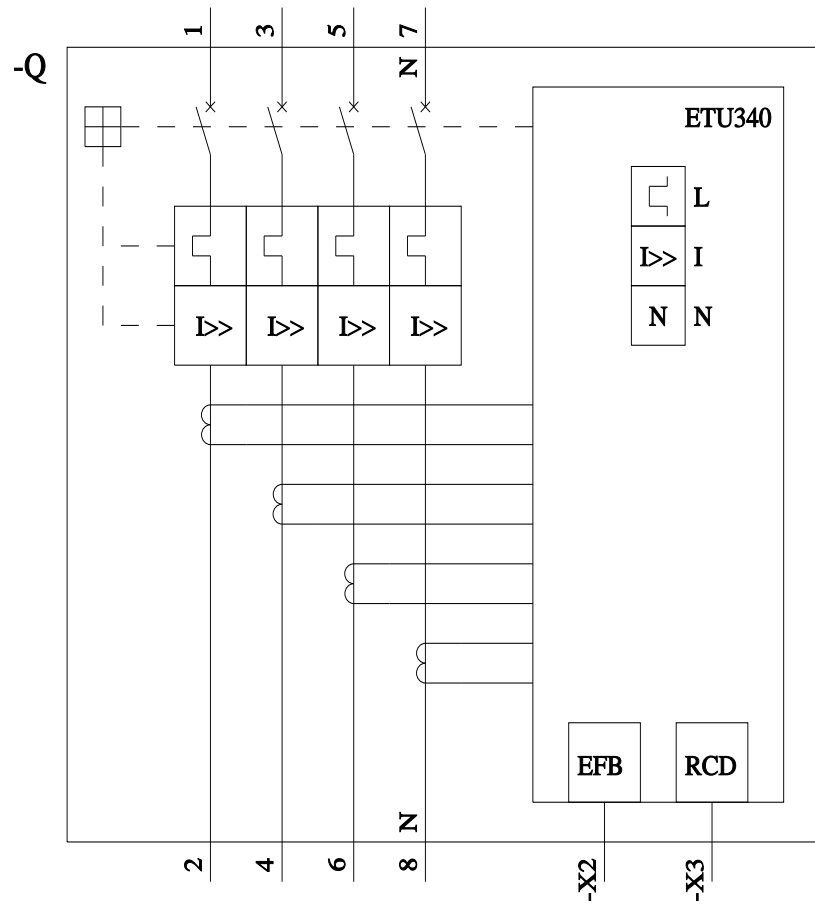 1 3 5 7
-Q
N
ETU340
L
I>> I
N N
I>> I>> I>> I>>
EFB RCD
N
2 4 6 8
-X2 -X3